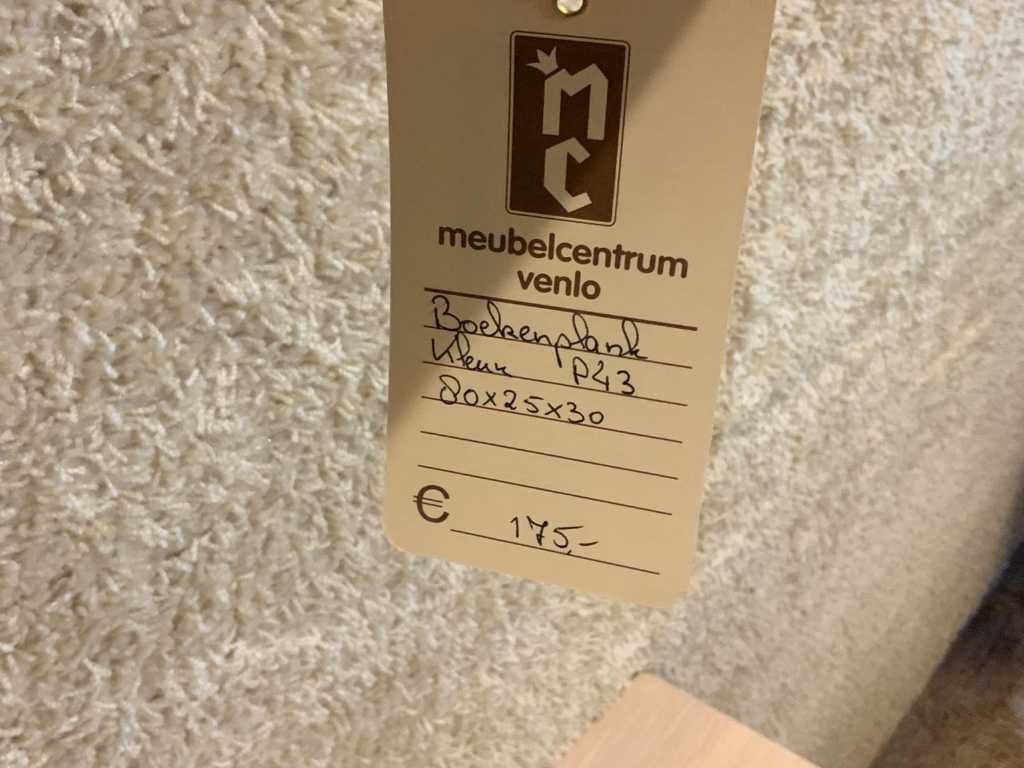 MC
meubelcentrum
venlo
Boekenplank
Kleur P43
80x25x30
€ 175,-